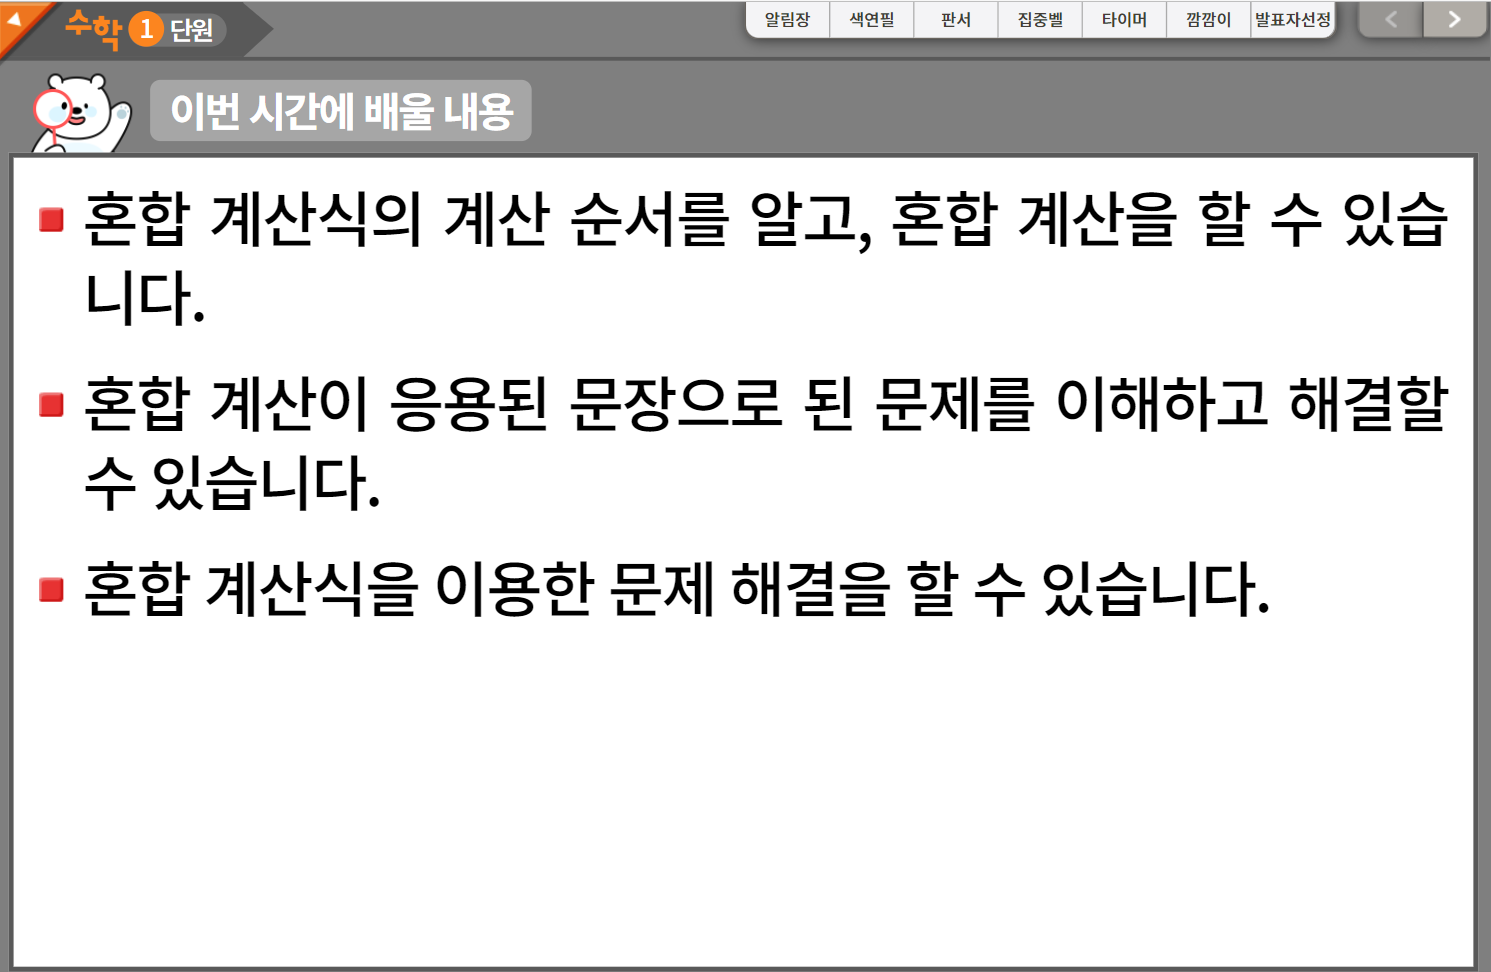 수학 1 단원
알림장 색연필 판서 집중벨 타이머 깜깜이 발표자선정
이번 시간에 배울 내용
혼합 계산식의 계산 순서를 알고, 혼합 계산을 할 수 있습
니다.
혼합 계산이 응용된 문장으로 된 문제를 이해하고 해결할
수 있습니다.
혼합 계산식을 이용한 문제 해결을 할 수 있습니다.